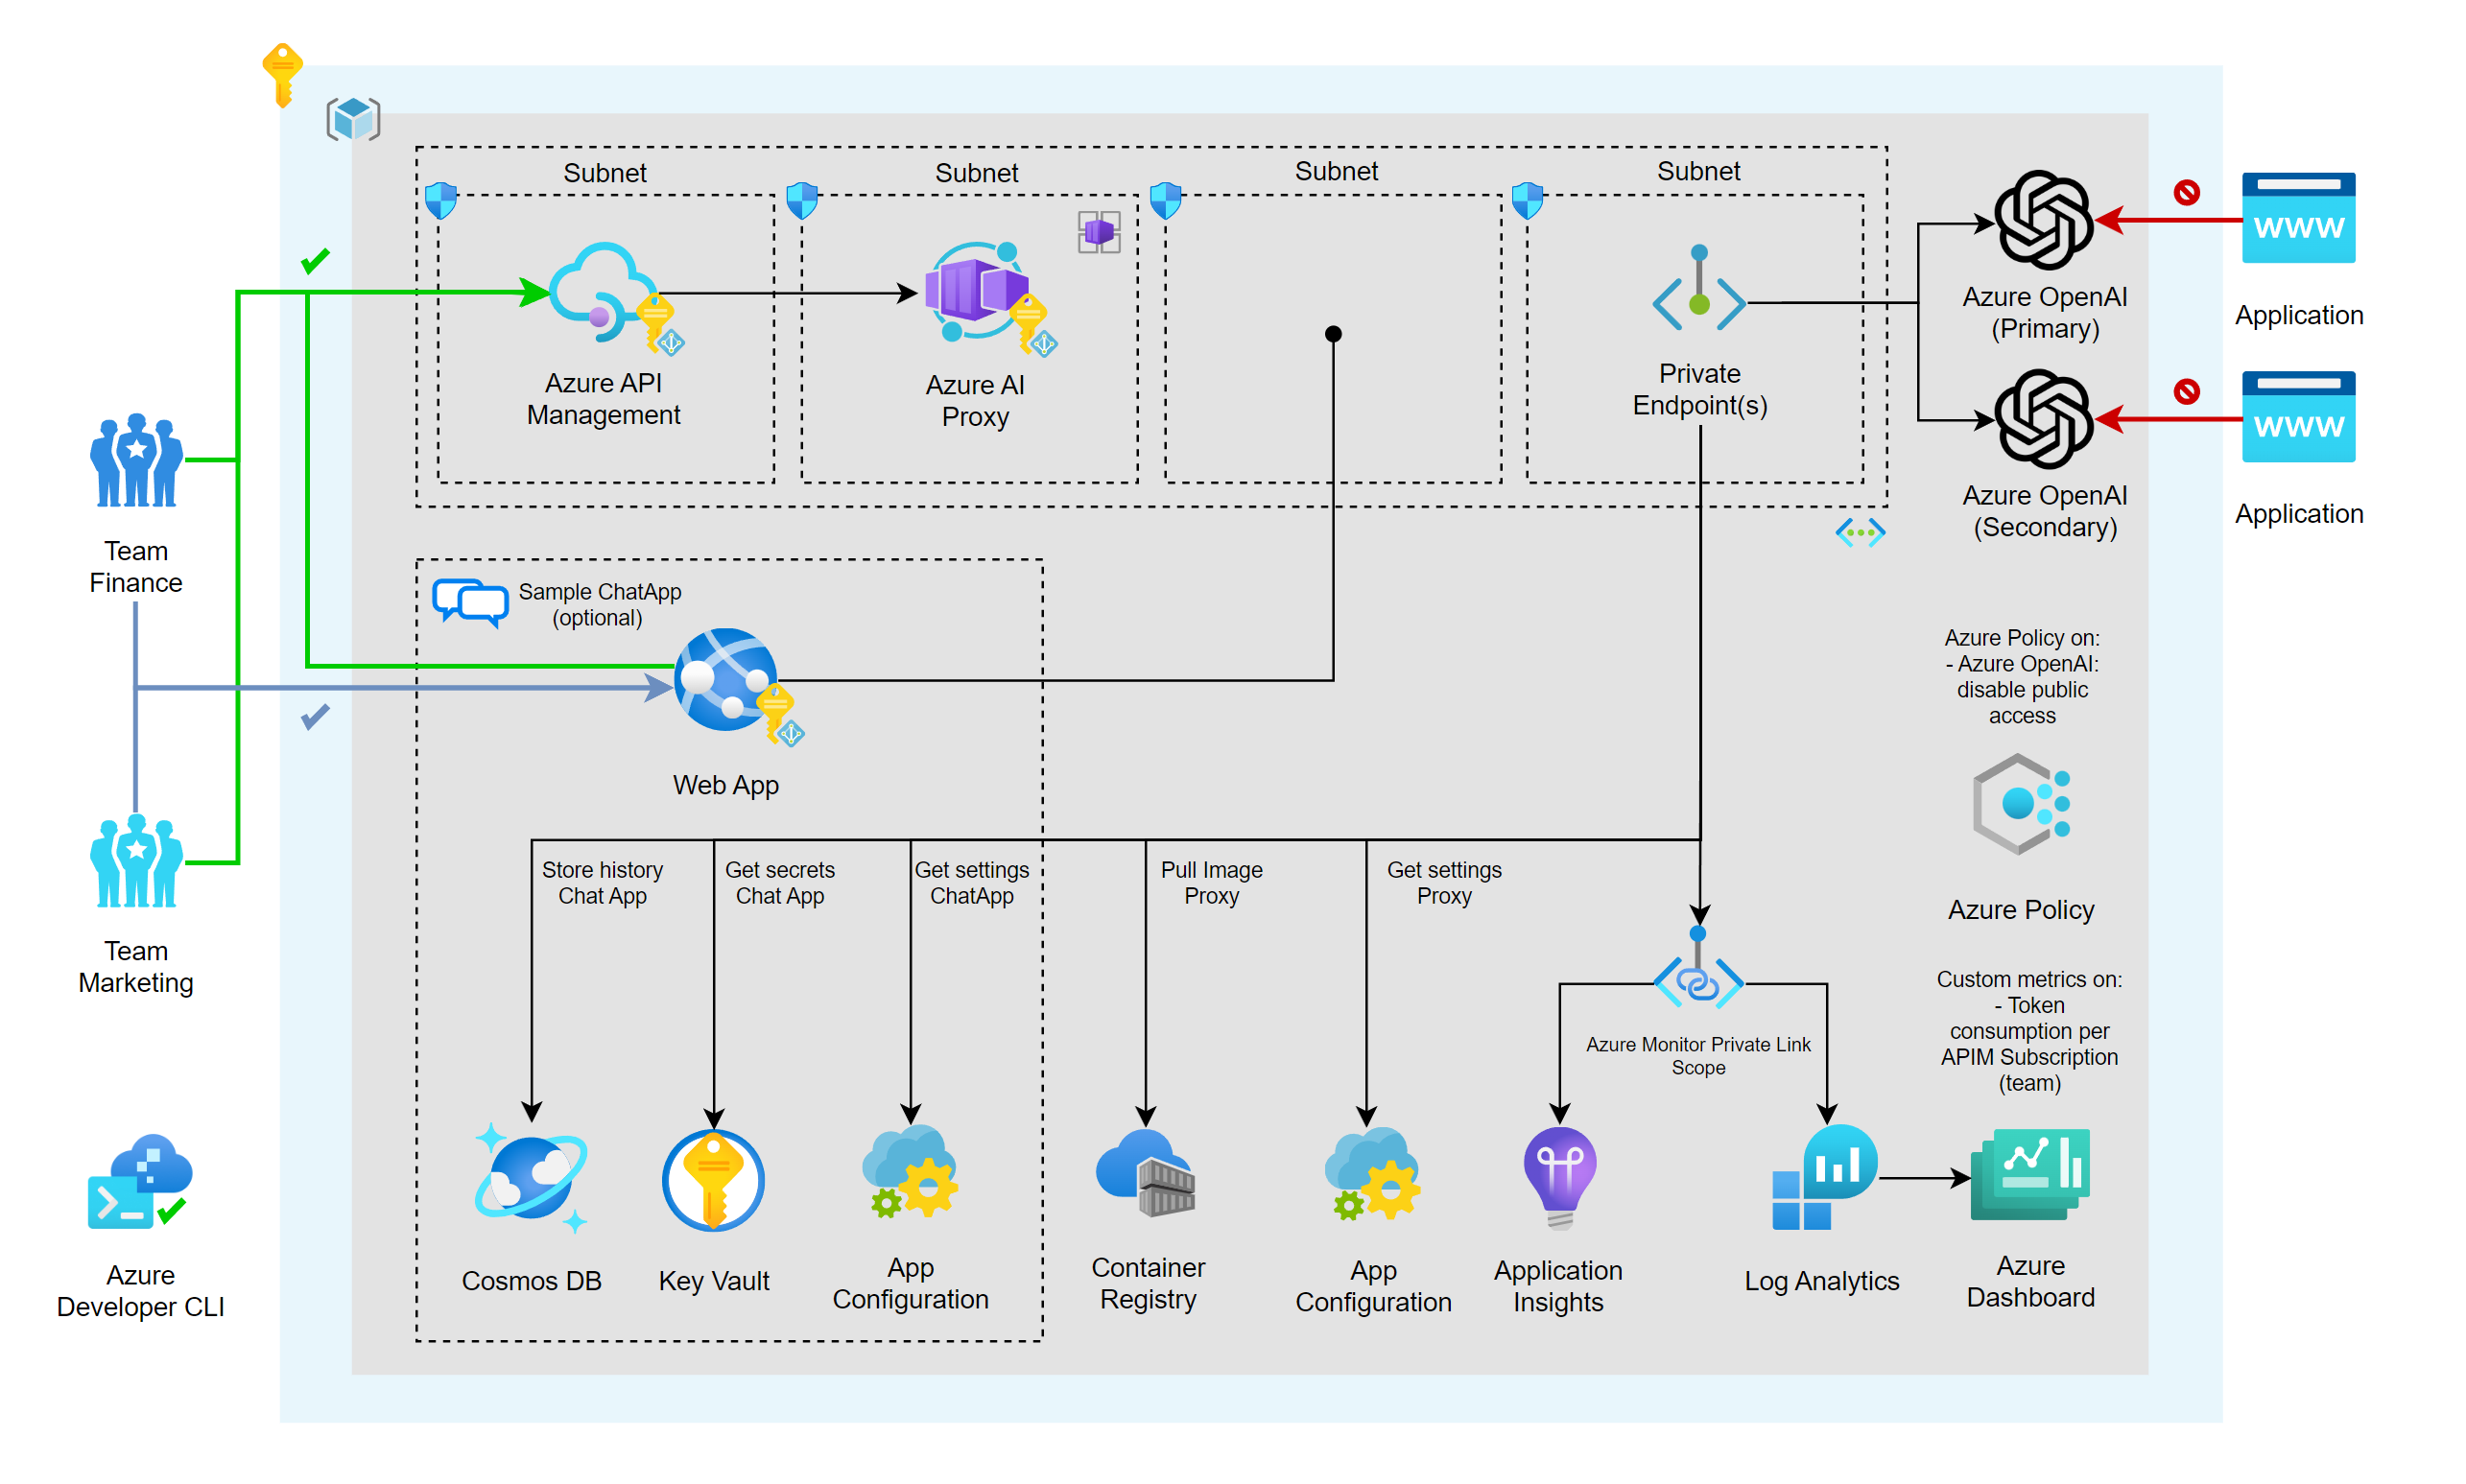 Subnet
Subnet
Subnet
Subnet
Azure API
Management
Azure AI
Proxy
Private
Endpoint(s)
Azure OpenAI
(Primary)
Azure OpenAI
(Secondary)
WWW
Application
WWW
Application
Team
Finance
Team
Marketing
Azure
Developer CLI
Sample ChatApp
(optional)
Web App
Store history
Chat App
Get secrets
Chat App
Get settings
ChatApp
Pull Image
Proxy
Get settings
Proxy
Azure Policy on:
- Azure OpenAI:
disable public
access
Azure Policy
Custom metrics on:
- Token
consumption per
APIM Subscription
(team)
Azure Monitor Private Link
Scope
Cosmos DB
Key Vault
App
Configuration
Container
Registry
App
Configuration
Application
Insights
Log Analytics
Azure
Dashboard